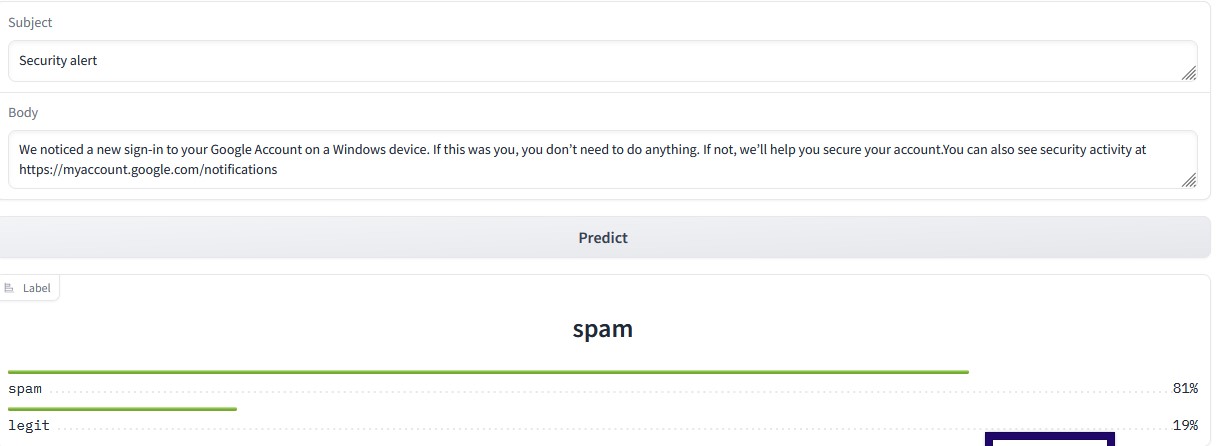 Subject
Security alert
Body
We noticed a new sign-in to your Google Account on a Windows device. If this was you, you don’t need to do anything. If not, we’ll help you secure your account.You can also see security activity at
https://myaccount.google.com/notifications
Predict
Label
spam
spam 81%
legit 19%